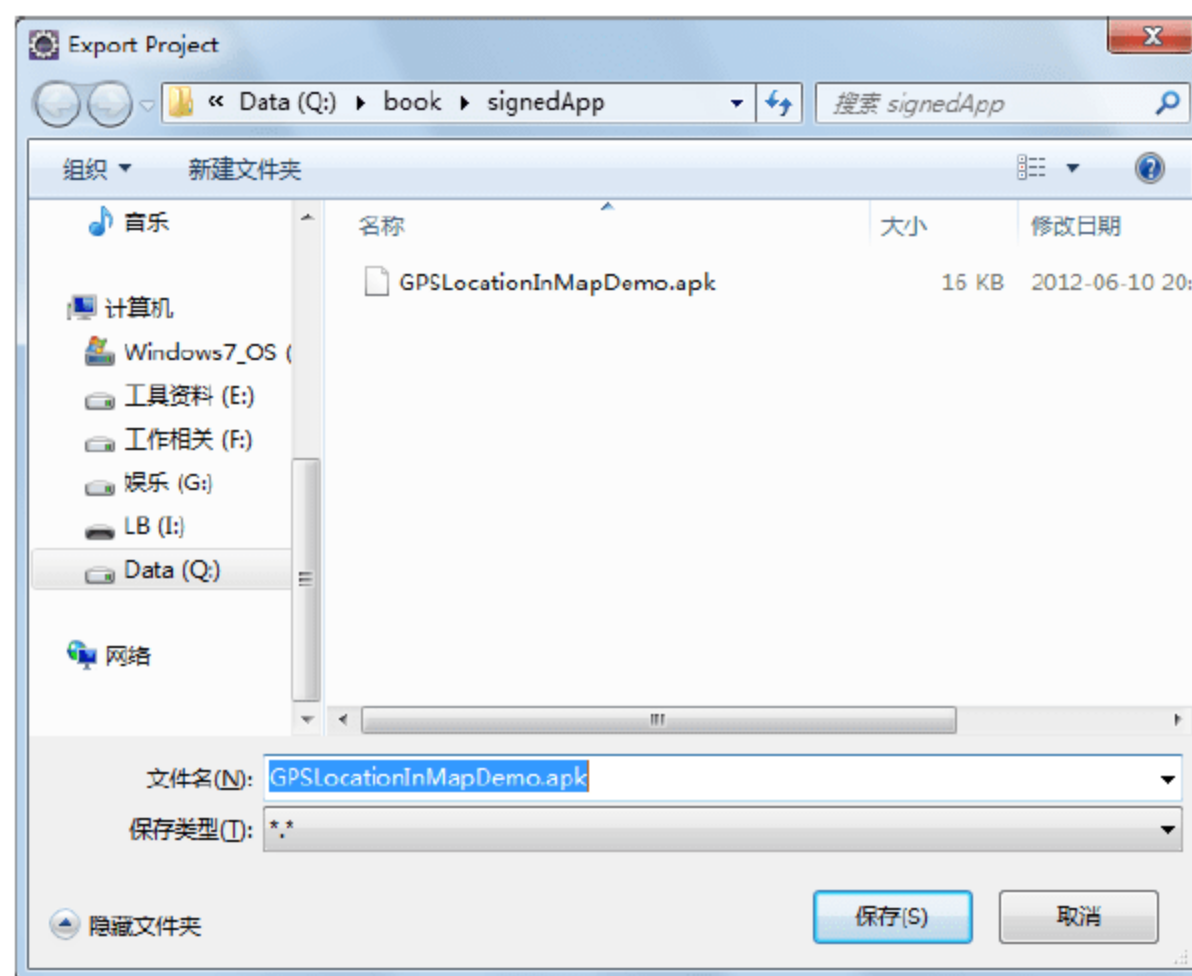 Export Project
« Data (Q:) ▸ book ▸ signedApp
搜索 signedApp
组织
新建文件夹
音乐
计算机
Windows7_OS (
工具资料 (E:)
工作相关 (F:)
娱乐 (G:)
LB (I:)
Data (Q:)
网络
名称 大小 修改日期
GPSLocationInMapDemo.apk 16 KB 2012-06-10 20:
文件名(N): GPSLocationInMapDemo.apk
保存类型(T): *.*
隐藏文件夹
保存(S)
取消